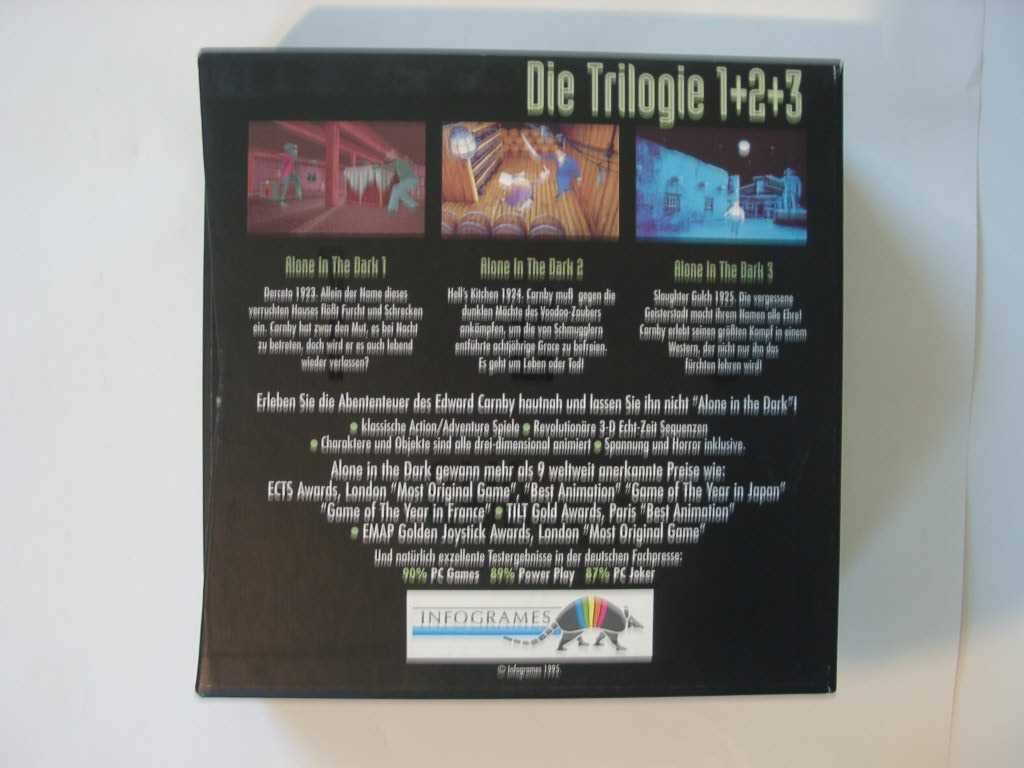 Die Trilogie 1+2+3
Alone In The Dark 1
Derceto 1923. Allein der Name dieses
verruchten Hauses flößt Furcht und Schrecken
ein. Carnby hat zwar den Mut, es bei Nacht
zu betreten, doch wird er es auch lebend
wieder verlassen?
Alone In The Dark 2
Hell's Kitchen 1924. Carnby muß gegen die
dunklen Mächte des Voodoo-Zaubers
ankämpfen, um die von Schmugglern
entführte achtjährige Grace zu befreien.
Es geht um Leben oder Tod!
Alone In The Dark 3
Slaughter Gulch 1925. Die vergessene
Geisterstadt macht ihrem Namen alle Ehre!
Carnby erlebt seinen größten Kampf in einem
Western, der nicht nur ihn das
fürchten lehren wird!
Erleben Sie die Abententeuer des Edward Carnby hautnah und lassen Sie ihn nicht "Alone in the Dark"!
• klassische Action/Adventure Spiele • Revolutionäre 3-D Echt-Zeit Sequenzen
• Charaktere und Objekte sind alle drei-dimensional animiert • Spannung und Horror inklusive.
Alone in the Dark gewann mehr als 9 weltweit anerkannte Preise wie:
ECTS Awards, London "Most Original Game", "Best Animation" "Game of The Year in Japan"
"Game of The Year in France" • TILT Gold Awards, Paris "Best Animation"
• EMAP Golden Joystick Awards, London "Most Original Game"
Und natürlich exzellente Testergebnisse in der deutschen Fachpresse:
90% PC Games 89% Power Play 87% PC Joker
INFOGRAMES
© Infogrames 1995.